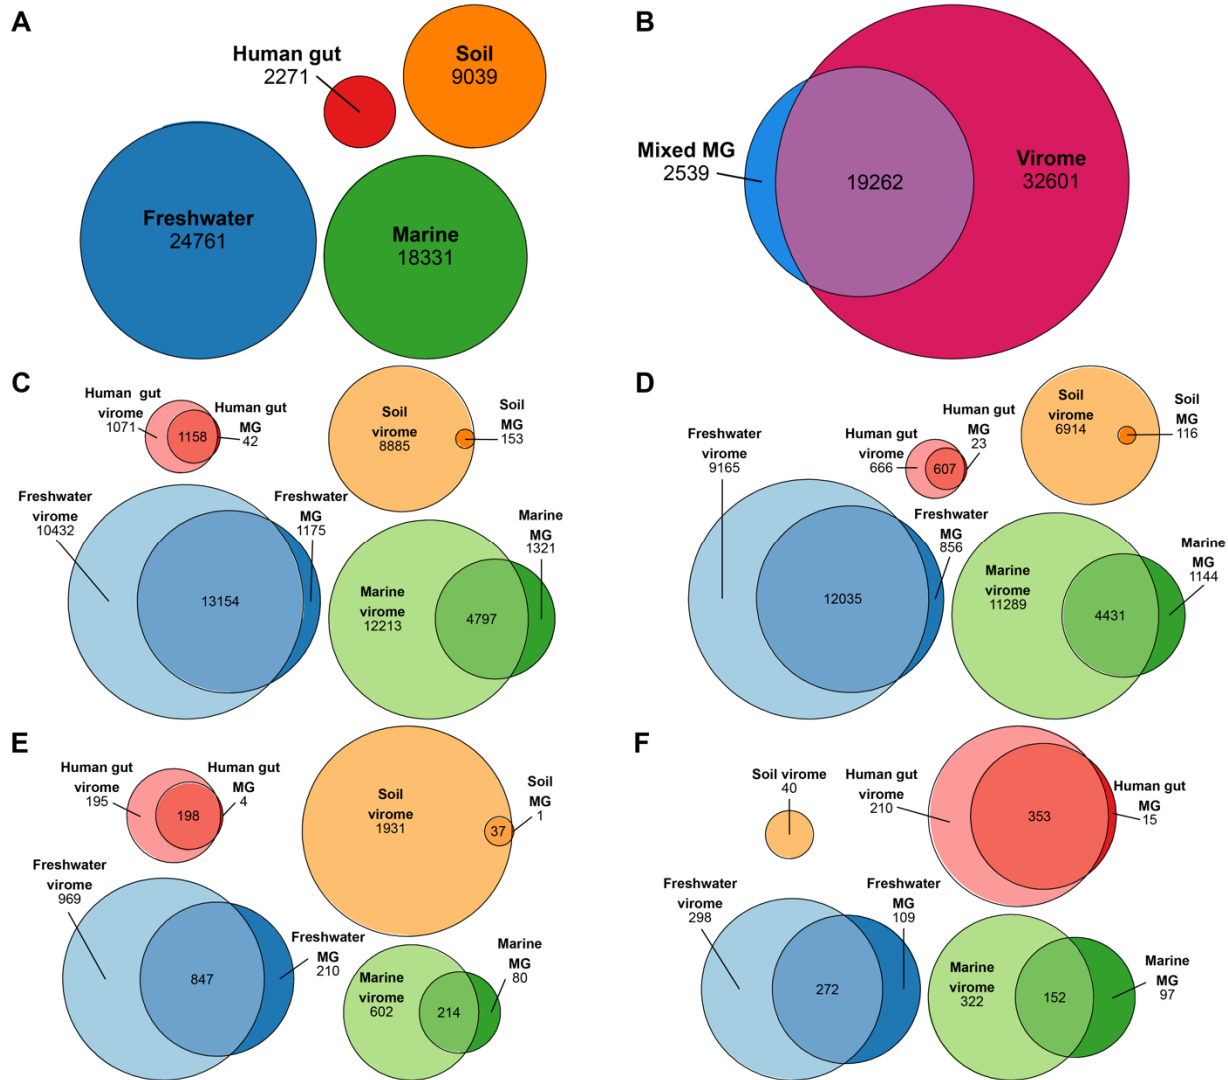 A
Human gut
2271
Soil
9039
Freshwater
24761
Marine
18331
B
Mixed MG
2539
19262
Virome
32601
C
Human gut
virome
1071
1158
Human gut
MG
42
Soil
virome
8885
Soil
MG
153
Freshwater
virome
10432
13154
Freshwater
MG
1175
Marine
virome
12213
4797
Marine
MG
1321
D
Freshwater
virome
9165
12035
Freshwater
MG
856
Human gut
virome
666
607
Human gut
MG
23
Soil
virome
6914
Soil
MG
116
Marine
virome
11289
4431
Marine
MG
1144
E
Human gut
virome
195
198
Human gut
MG
4
Soil
virome
1931
37
Soil
MG
1
Freshwater
virome
969
847
Freshwater
MG
210
Marine
virome
602
214
Marine
MG
80
F
Soil virome
40
Human gut
virome
210
353
Human gut
MG
15
Freshwater
virome
298
272
Freshwater
MG
109
Marine
virome
322
152
Marine
MG
97